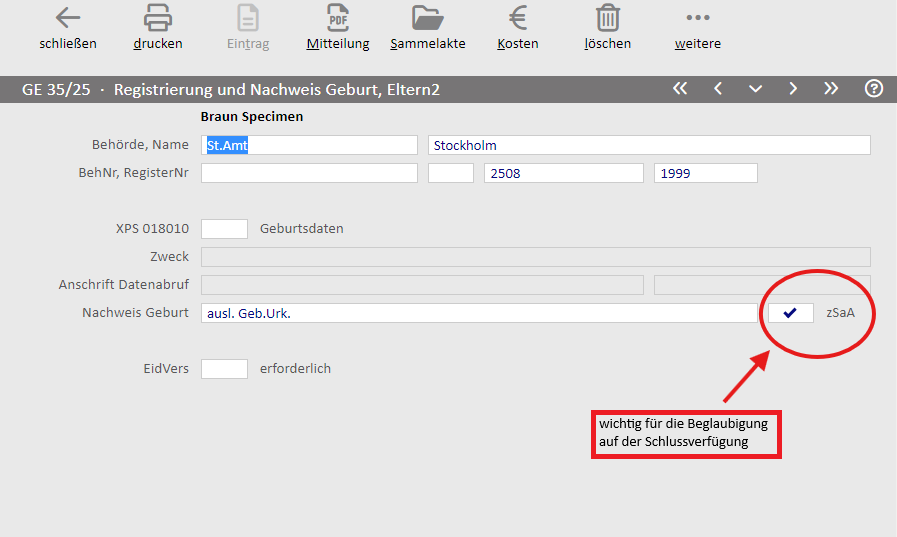 schließen drucken Eintrag Mitteilung Sammelakte Kosten löschen weitere
GE 35/25 · Registrierung und Nachweis Geburt, Eltern2
Braun Specimen
Behörde, Name St.Amt Stockholm
BehNr, RegisterNr 2508 1999
XPS 018010 Geburtsdaten
Zweck
Anschrift Datenabruf
Nachweis Geburt ausl. Geb.Urk. zSaA
EidVers erforderlich
wichtig für die Beglaubigung
auf der Schlussverfügung